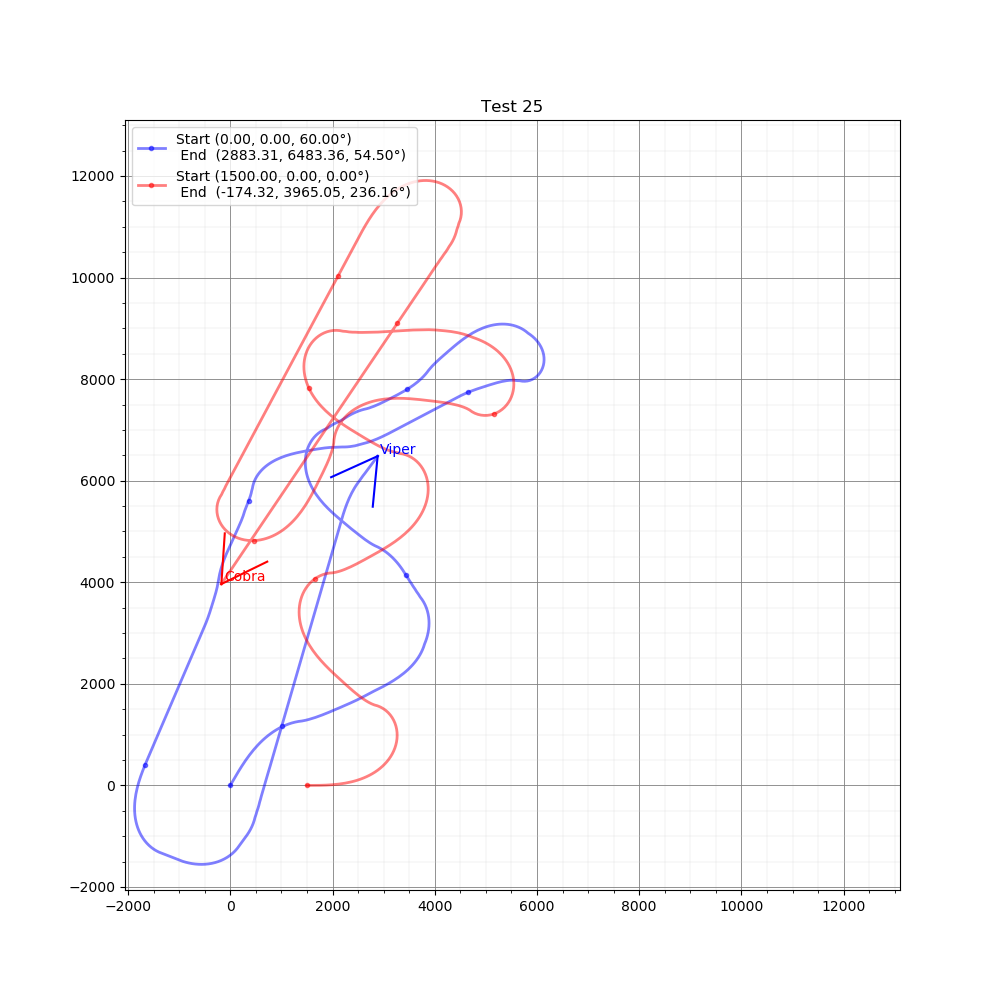 Test 25
Start (0.00, 0.00, 60.00°)
End (2883.31, 6483.36, 54.50°)
Start (1500.00, 0.00, 0.00°)
End (-174.32, 3965.05, 236.16°)
12000
10000
8000
6000
4000
2000
0
−2000
Viper
Cobra
−2000 0 2000 4000 6000 8000 10000 12000